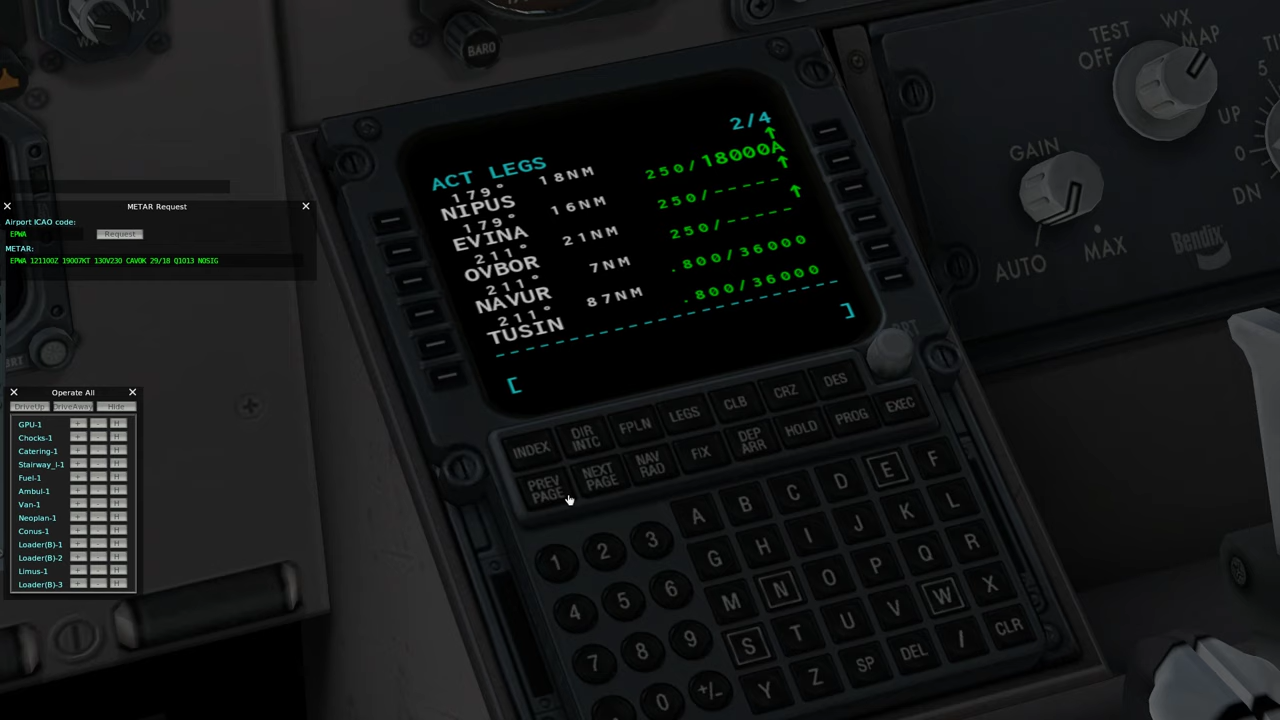 BARO
TEST
OFF
WX
MAP
5
UP
0
DN
GAIN
AUTO
MAX
Bendix
ACT LEGS 2/4
179° 18NM
NIPUS 250/18000A
179° 16NM
EVINA 250/-----
211° 21NM
OVBOR 250/-----
211° 7NM
NAVUR .800/36000
211° 87NM
TUSIN .800/36000
[ ]
BRT
INDEX DIR INTC FPLN LEGS CLB CRZ DES
PREV PAGE NEXT PAGE NAV RAD FIX DEP ARR HOLD PROG EXEC
1 2 3 A B C D E F
4 5 6 G H I J K L
7 8 9 M N O P Q R
0 +/- S T U V W X
Y Z SP DEL / CLR
METAR Request
Airport ICAO code:
EPWA Request
METAR:
EPWA 121100Z 19007KT 130V230 CAVOK 29/18 Q1013 NOSIG
Operate All
DriveUp DriveAway Hide
GPU-1 + - H
Chocks-1 + - H
Catering-1 + - H
Stairway_l-1 + - H
Fuel-1 + - H
Ambul-1 + - H
Van-1 + - H
Neoplan-1 + - H
Conus-1 + - H
Loader(B)-1 + - H
Loader(B)-2 + - H
Limus-1 + - H
Loader(B)-3 + - H